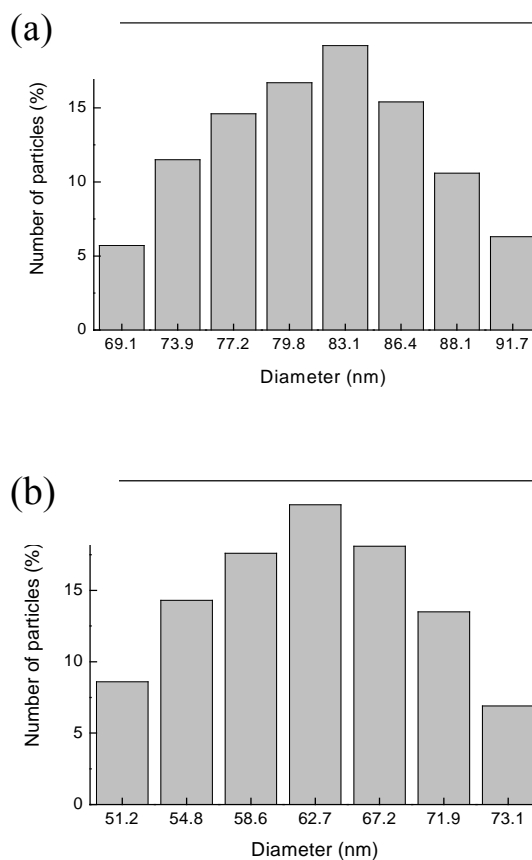 (a)
Number of particles (%)
15
10
5
0
69.1 73.9 77.2 79.8 83.1 86.4 88.1 91.7
Diameter (nm)
(b)
Number of particles (%)
15
10
5
0
51.2 54.8 58.6 62.7 67.2 71.9 73.1
Diameter (nm)